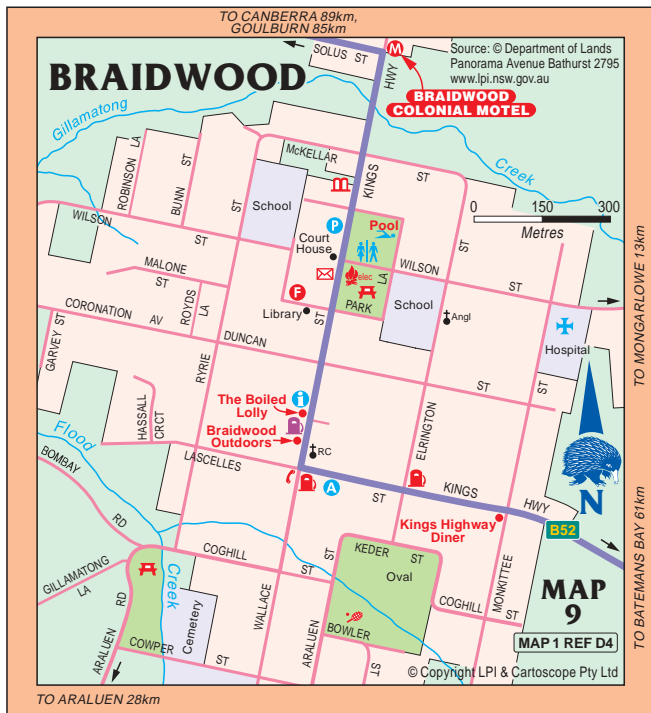 TO CANBERRA 89km,
GOULBURN 85km
SOLUS ST
HWY
M
Source: © Department of Lands
Panorama Avenue Bathurst 2795
www.lpi.nsw.gov.au
BRAIDWOOD
BRAIDWOOD
COLONIAL MOTEL
Gillamatong
Creek
ROBINSON LA
BUNN ST
ST
McKELLAR
ST
KINGS
School
WILSON
ST
P
Pool
0 150 300
Metres
Court
House
elec
LA
WILSON
ST
ST
MALONE
ST
F
PARK
School
Angl
Library
ST
CORONATION AV
ROYDS LA
DUNCAN
ST
Hospital
ST
GARVEY ST
RYRIE
TO MONGARLOWE 13km
HASSALL CRCT
The Boiled
Lolly
i
Braidwood
Outdoors
RC
ELRINGTON
N
Flood
BOMBAY
RD
LASCELLES
A
ST
KINGS
HWY
Kings Highway
Diner
B52
COGHILL
ST
ST
KEDER ST
Oval
MONKITTEE
COGHILL
ST
GILLAMATONG
LA
RD
Creek
Cemetery
WALLACE
ARALUEN
BOWLER
ST
MAP
9
MAP 1 REF D4
TO BATEMANS BAY 61km
ARALUEN
COWPER
ST
© Copyright LPI & Cartoscope Pty Ltd
TO ARALUEN 28km